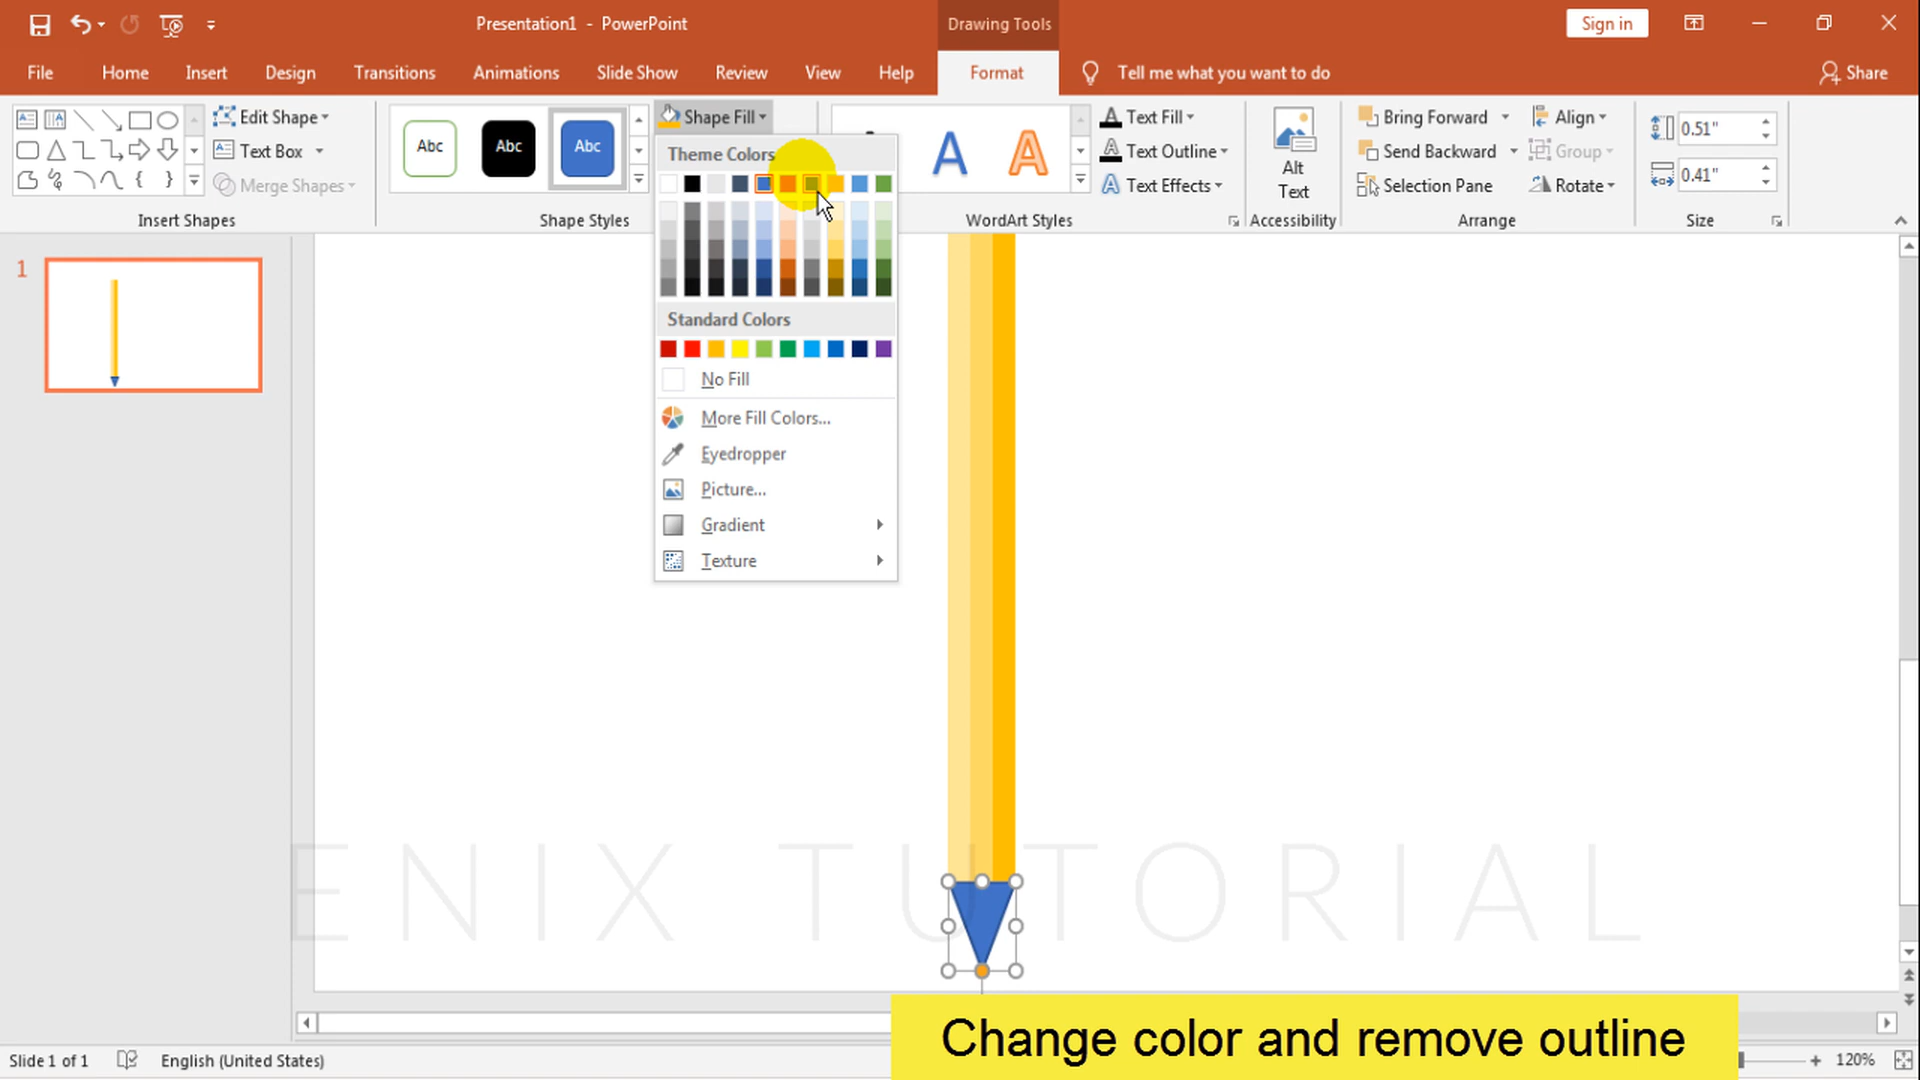 Presentation1 - PowerPoint
Drawing Tools
Sign in
File
Home
Insert
Design
Transitions
Animations
Slide Show
Review
View
Help
Format
Tell me what you want to do
Share
Edit Shape
Text Box
Merge Shapes
Insert Shapes
Abc
Abc
Abc
Shape Styles
Shape Fill
Theme Colors
Standard Colors
No Fill
More Fill Colors...
Eyedropper
Picture...
Gradient
Texture
A
A
WordArt Styles
Text Fill
Text Outline
Text Effects
Alt
Text
Accessibility
Bring Forward
Send Backward
Selection Pane
Align
Group
Rotate
Arrange
0.51"
0.41"
Size
1
ENIX TUTORIAL
Change color and remove outline
Slide 1 of 1
English (United States)
120%